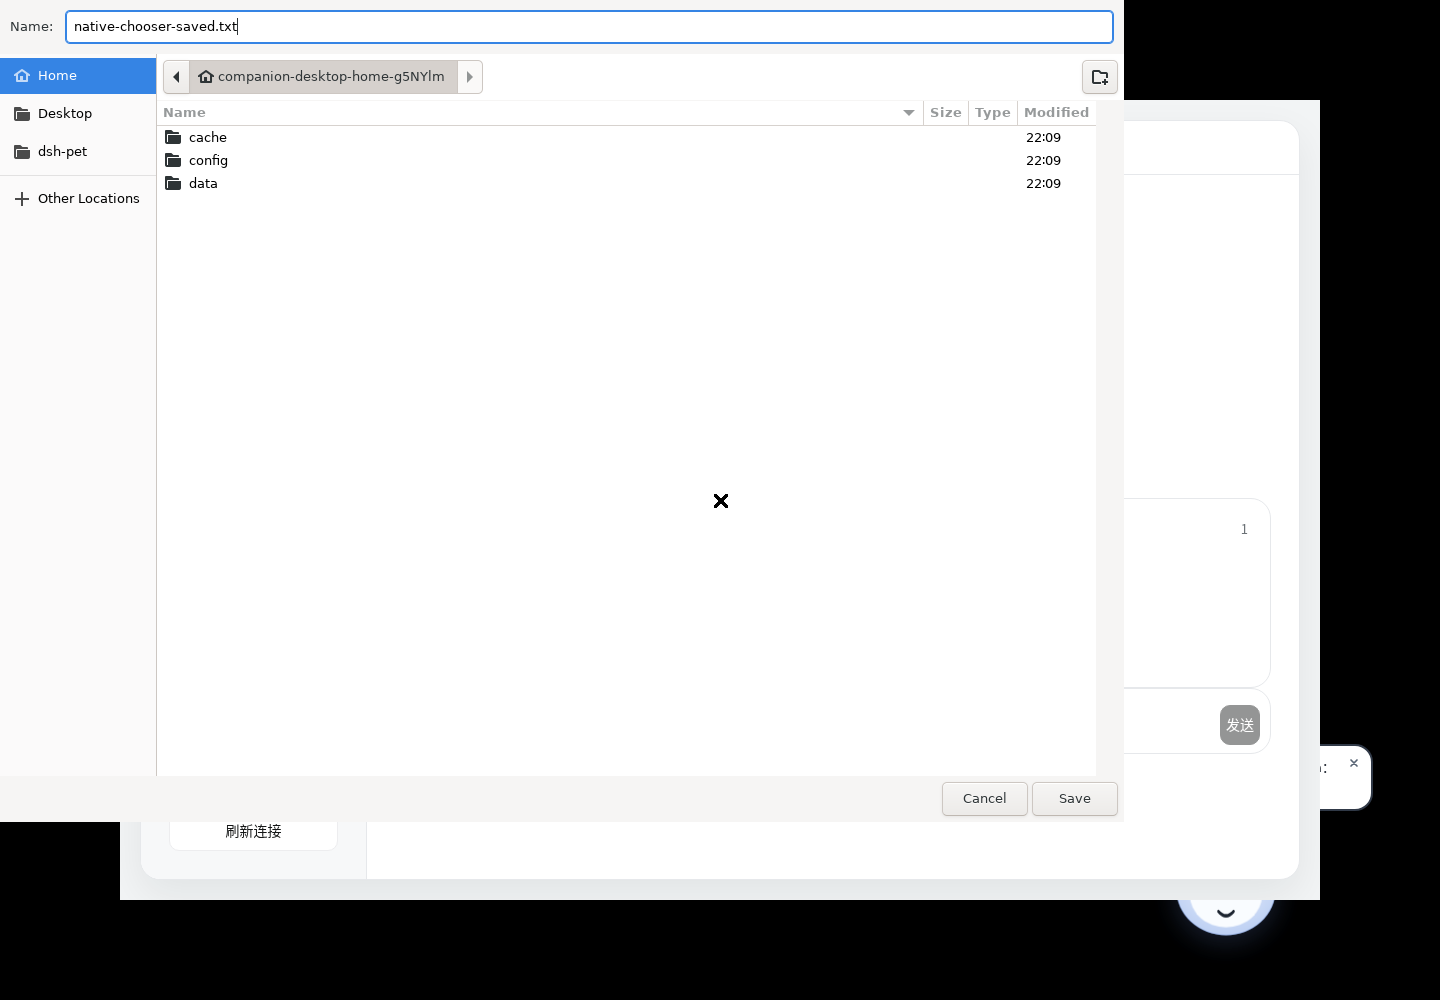 Name: native-chooser-saved.txt
Home
Desktop
dsh-pet
Other Locations
companion-desktop-home-g5NYlm
Name Size Type Modified
cache 22:09
config 22:09
data 22:09
1
发送
Cancel Save
刷新连接